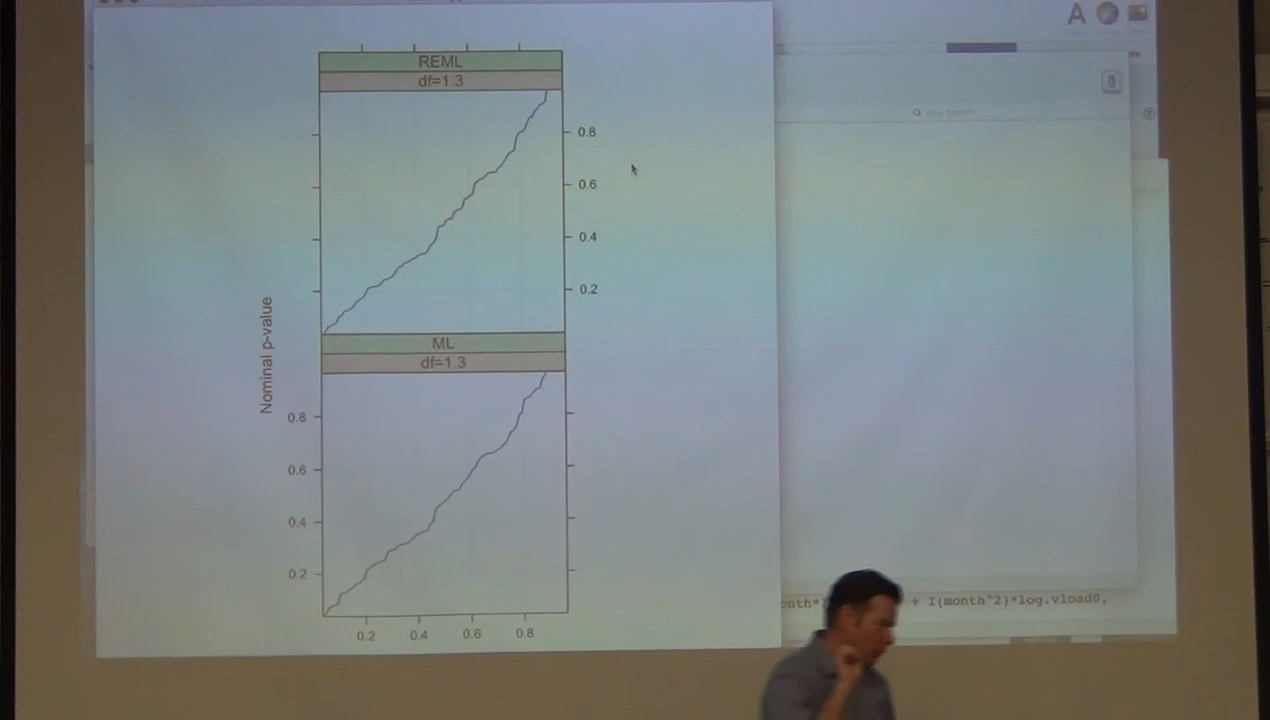 A
REML
df=1.3
0.8
0.6
0.4
0.2
ML
df=1.3
Nominal p-value
0.8
0.6
0.4
0.2
0.2 0.4 0.6 0.8
+ I(month^2)*log.vload0,